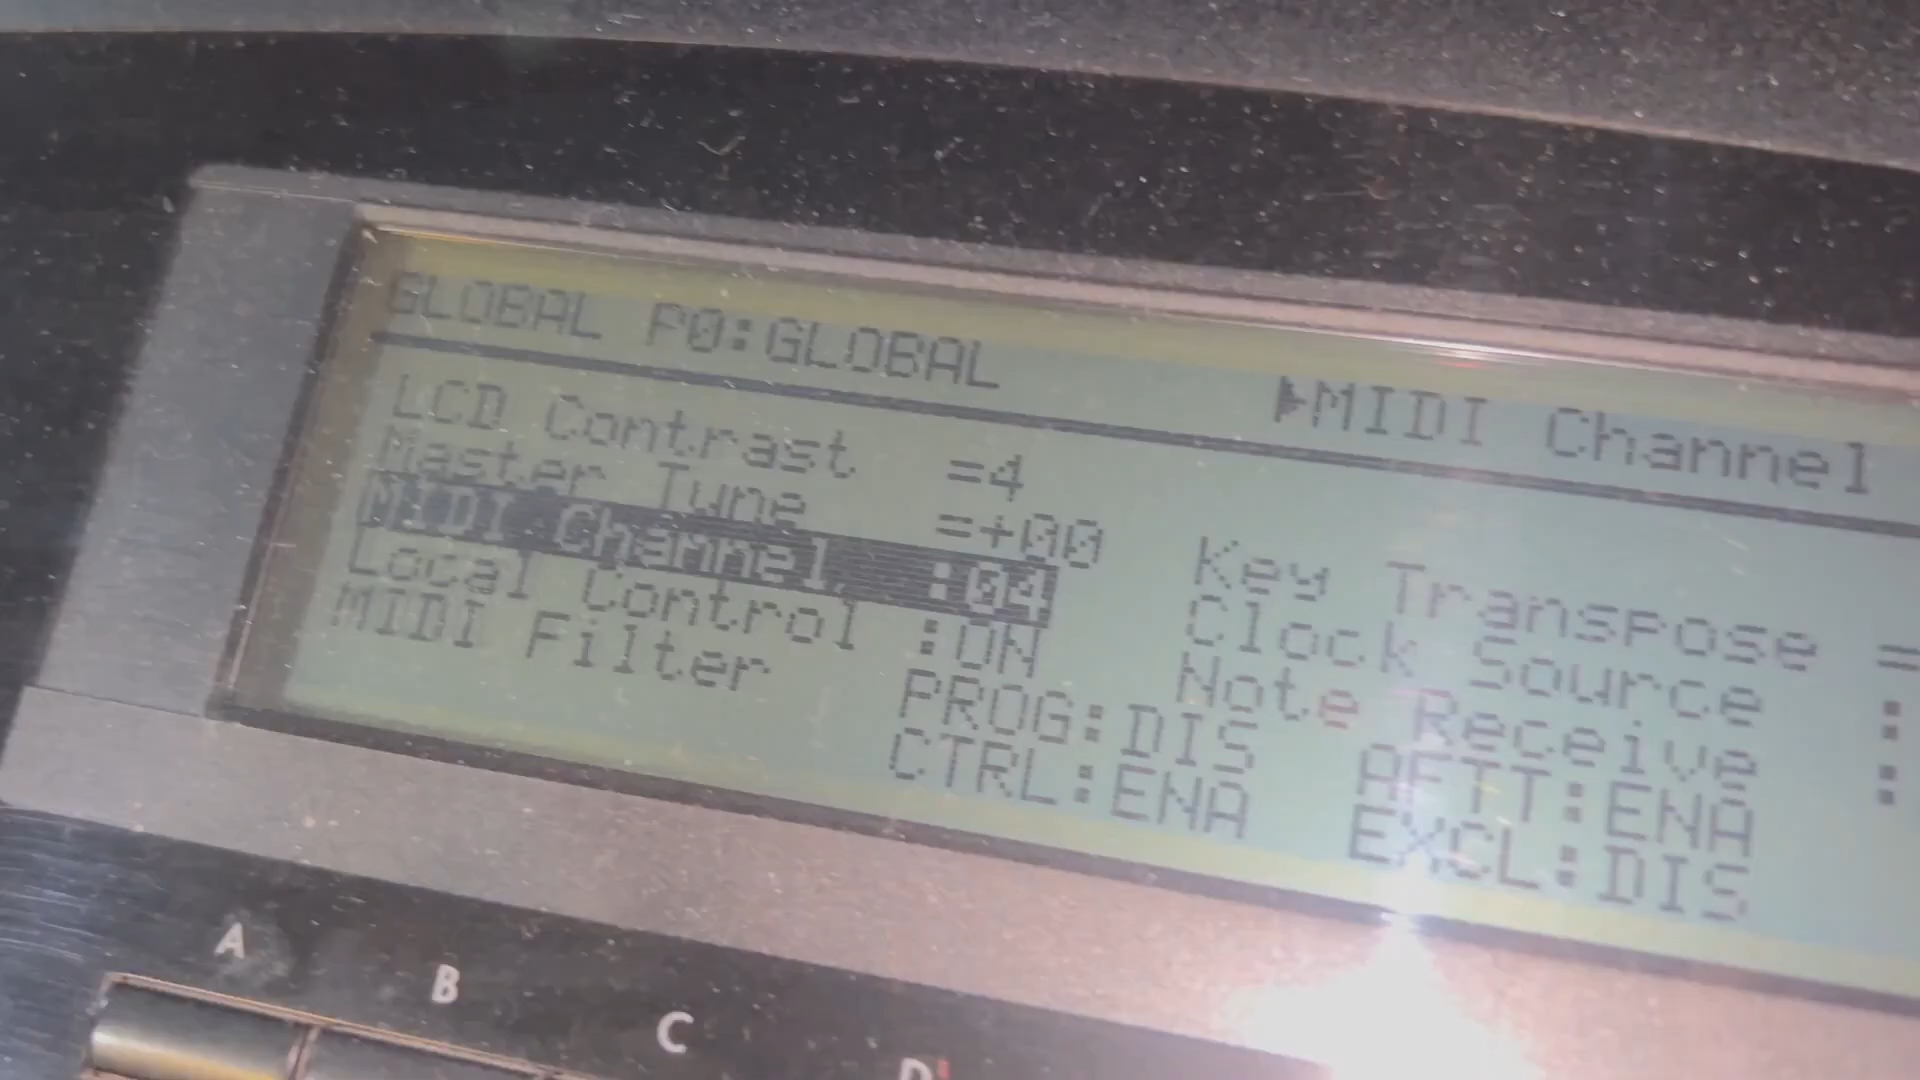 GLOBAL P0:GLOBAL ▶MIDI Channel
LCD Contrast =4
Master Tune =+00 Key Transpose =
MIDI Channel :04 Clock Source :
Local Control :ON Note Receive :
MIDI Filter PROG:DIS AFTT:ENA
CTRL:ENA EXCL:DIS
A B C D